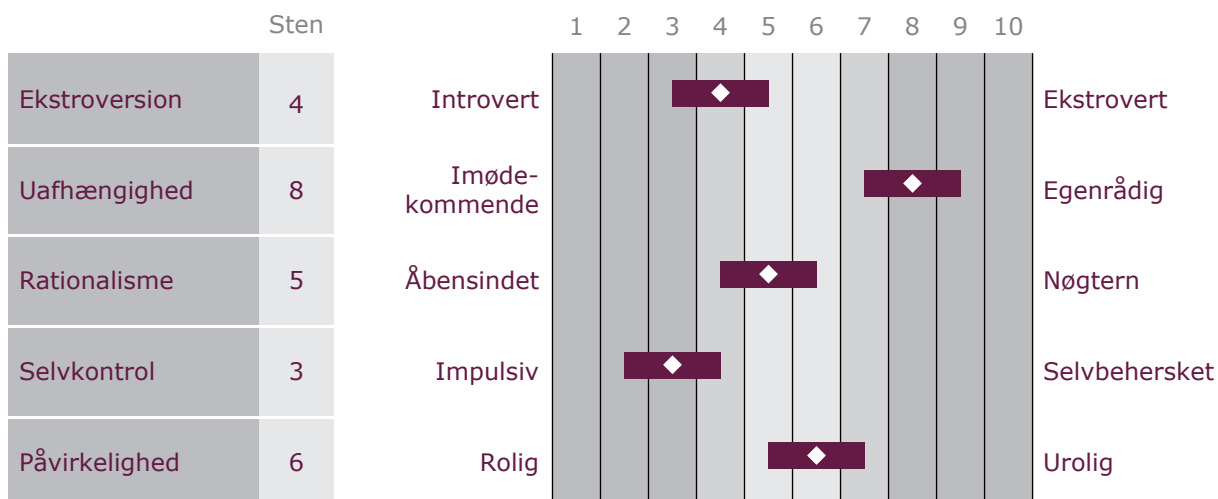 Sten 1 2 3 4 5 6 7 8 9 10
Ekstroversion 4 Introvert Ekstrovert
Uafhængighed 8 Imøde-
kommende Egenrådig
Rationalisme 5 Åbensindet Nøgtern
Selvkontrol 3 Impulsiv Selvbehersket
Påvirkelighed 6 Rolig Urolig